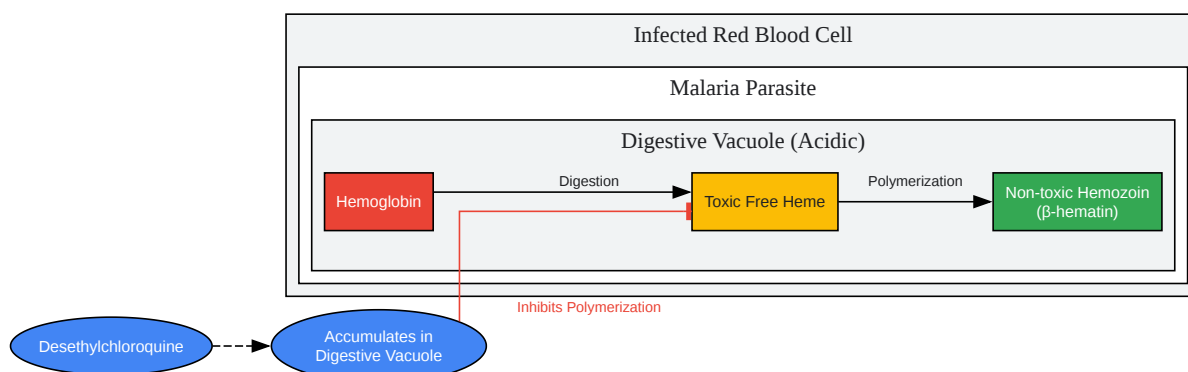 Infected Red Blood Cell
Malaria Parasite
Digestive Vacuole (Acidic)
Digestion
Polymerization
Hemoglobin
Toxic Free Heme
Non-toxic Hemozoin
(β-hematin)
Inhibits Polymerization
Desethylchloroquine
Accumulates in
Digestive Vacuole